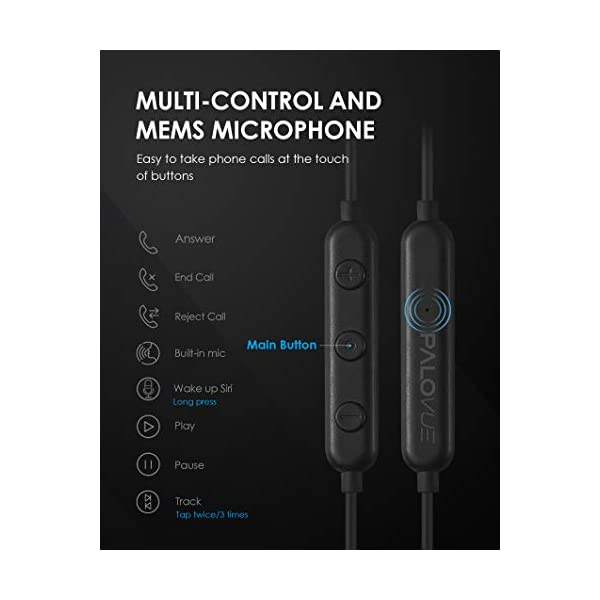 MULTI-CONTROL AND
MEMS MICROPHONE
Easy to take phone calls at the touch
of buttons
Answer
End Call
Reject Call
Built-in mic
Wake up Siri
Long press
Play
Pause
Track
Tap twice/3 times
Main Button
PALOVUE